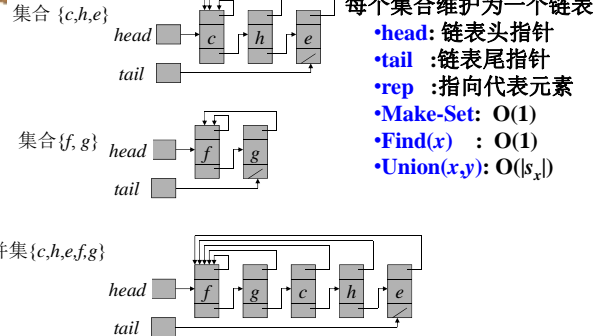 集合 {c,h,e}
head
c
h
e
tail
每个集合维护为一个链表
•head: 链表头指针
•tail :链表尾指针
•rep :指向代表元素
•Make-Set: O(1)
•Find(x) : O(1)
•Union(x,y): O(|sx|)
集合{f, g}
head
f
g
tail
并集{c,h,e,f,g}
head
f
g
c
h
e
tail